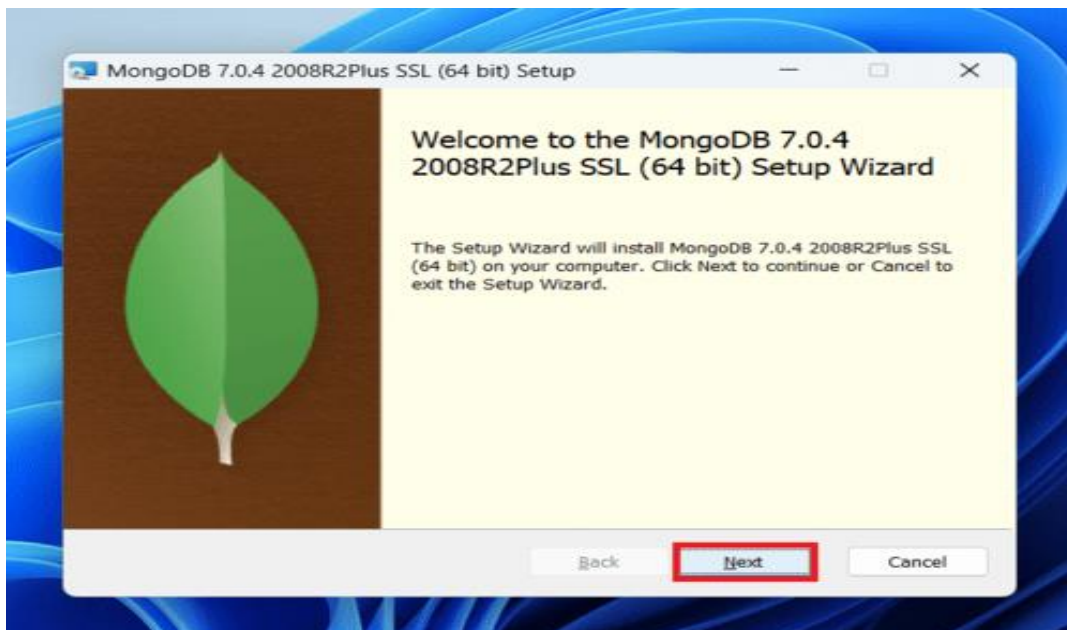 MongoDB 7.0.4 2008R2Plus SSL (64 bit) Setup
Welcome to the MongoDB 7.0.4
2008R2Plus SSL (64 bit) Setup Wizard
The Setup Wizard will install MongoDB 7.0.4 2008R2Plus SSL
(64 bit) on your computer. Click Next to continue or Cancel to
exit the Setup Wizard.
Back Next Cancel